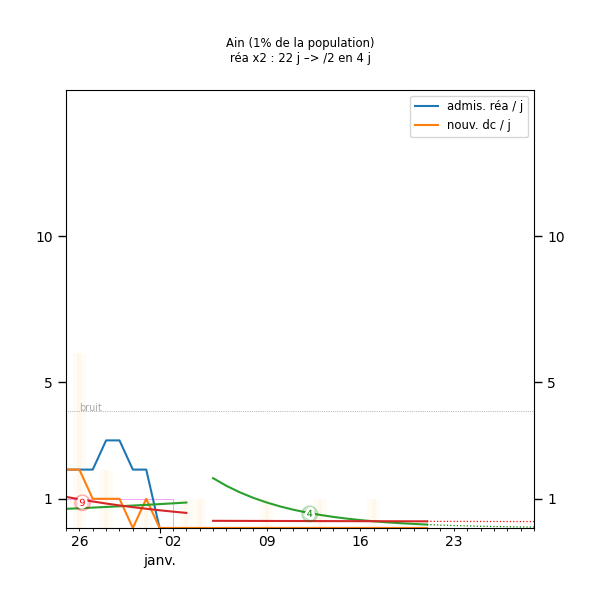 Ain (1% de la population)
réa x2 : 22 j –> /2 en 4 j
admis. réa / j
nouv. dc / j
10
10
5
5
bruit
1
1
9
4
26
02
09
16
23
janv.